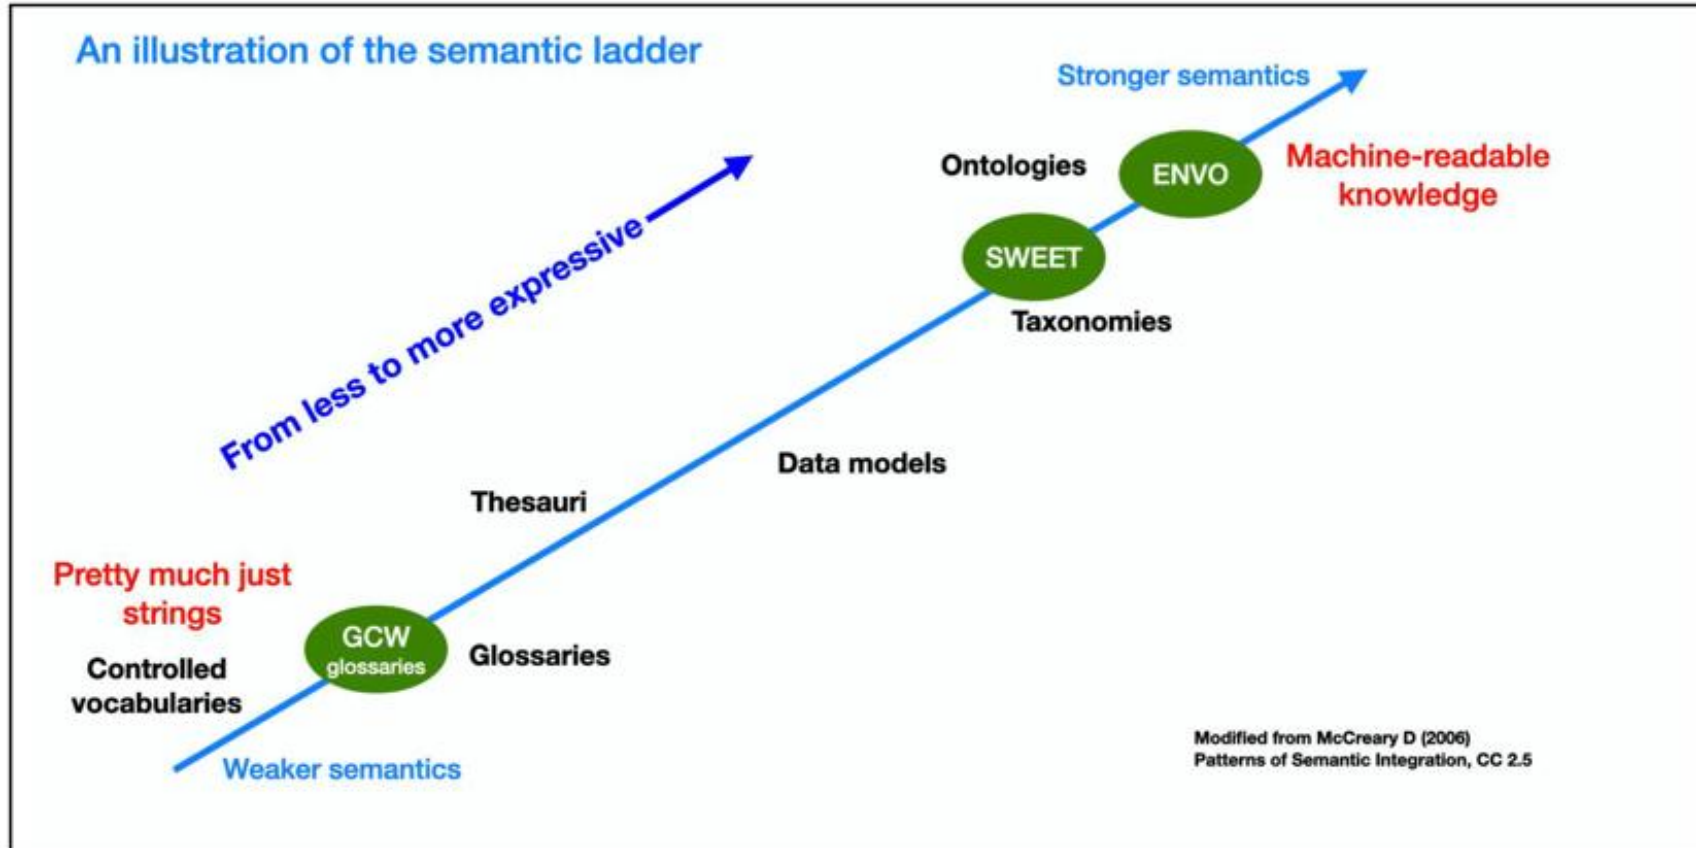 An illustration of the semantic ladder
Stronger semantics
Ontologies
ENVO
Machine-readable
knowledge
From less to more expressive
SWEET
Taxonomies
Data models
Thesauri
Pretty much just
strings
GCW
glossaries
Glossaries
Controlled
vocabularies
Weaker semantics
Modified from McCreary D (2006)
Patterns of Semantic Integration, CC 2.5